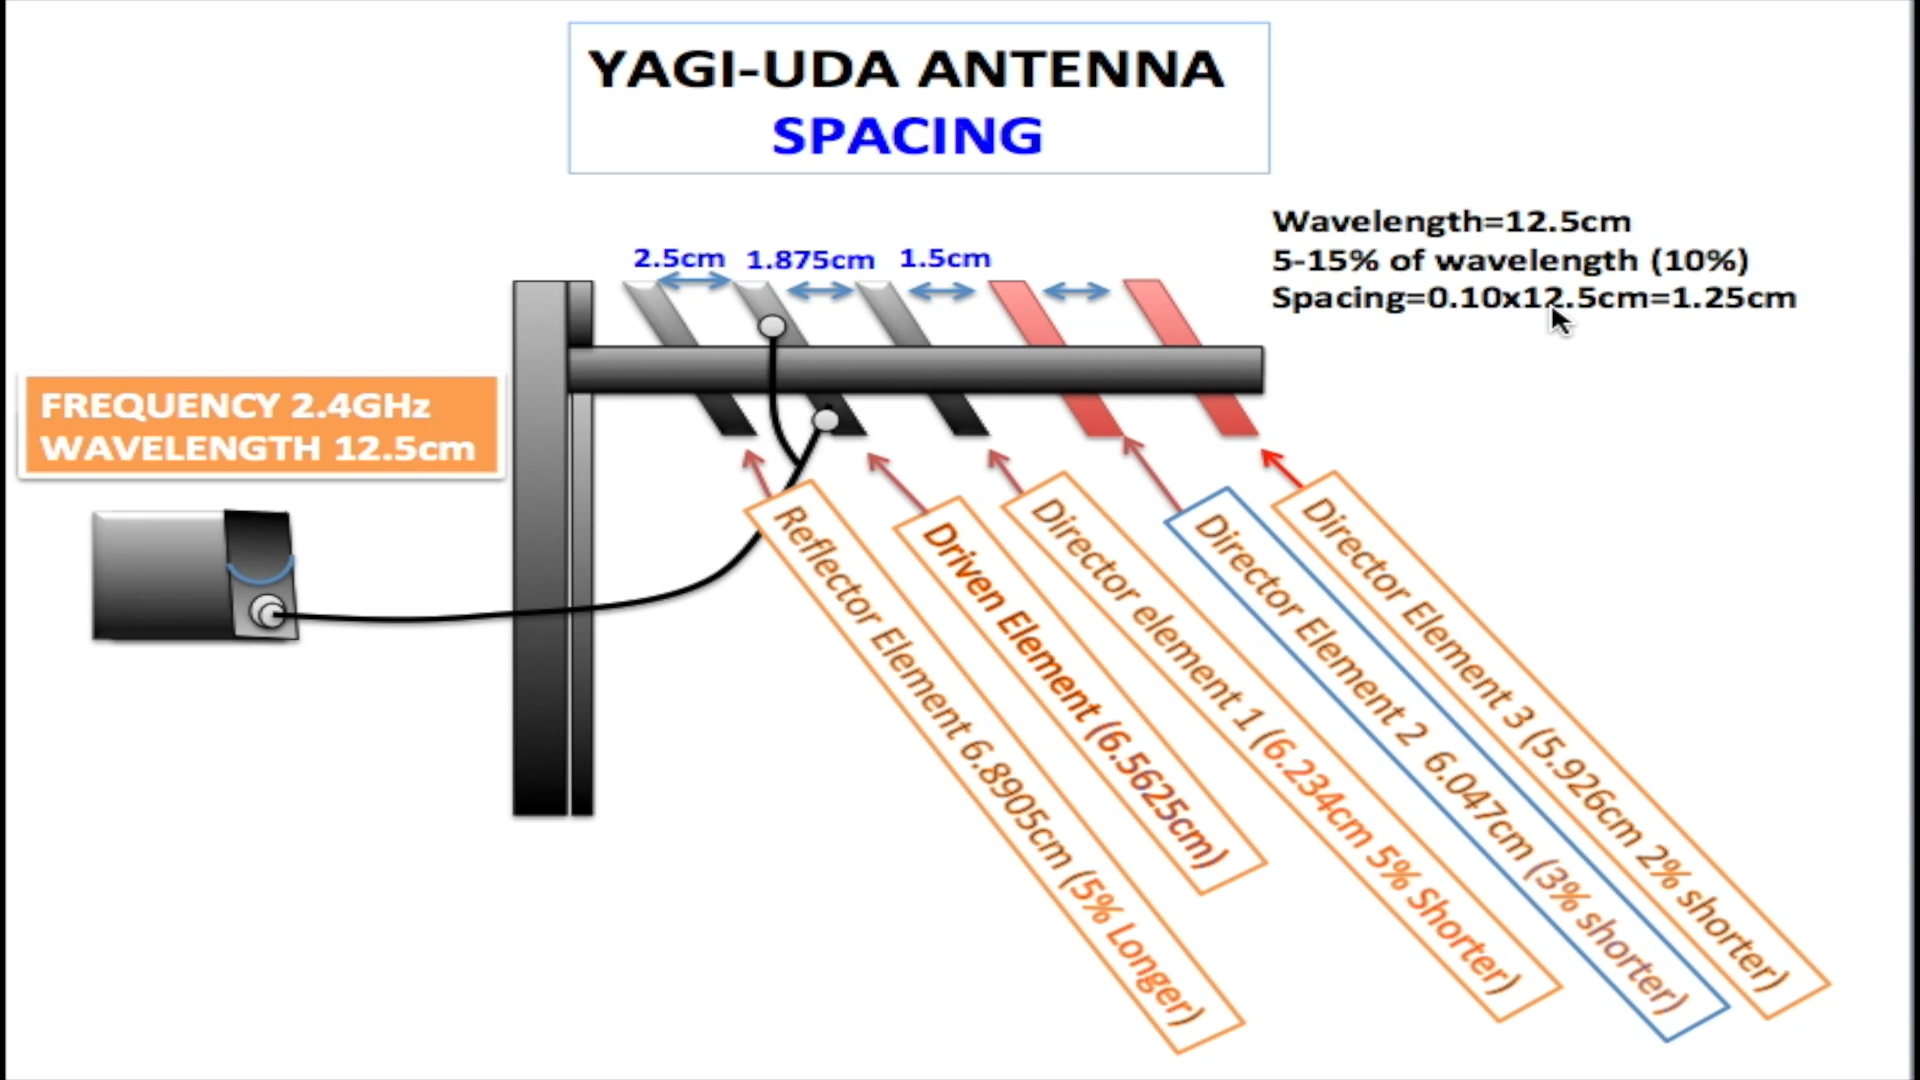 YAGI-UDA ANTENNA
SPACING
Wavelength=12.5cm
5-15% of wavelength (10%)
Spacing=0.10x12.5cm=1.25cm
2.5cm
1.875cm
1.5cm
FREQUENCY 2.4GHz
WAVELENGTH 12.5cm
Reflector Element 6.8905cm (5% Longer)
Driven Element (6.5625cm)
Director element 1 (6.234cm 5% Shorter)
Director Element 2 6.047cm (3% shorter)
Director Element 3 (5.926cm 2% shorter)